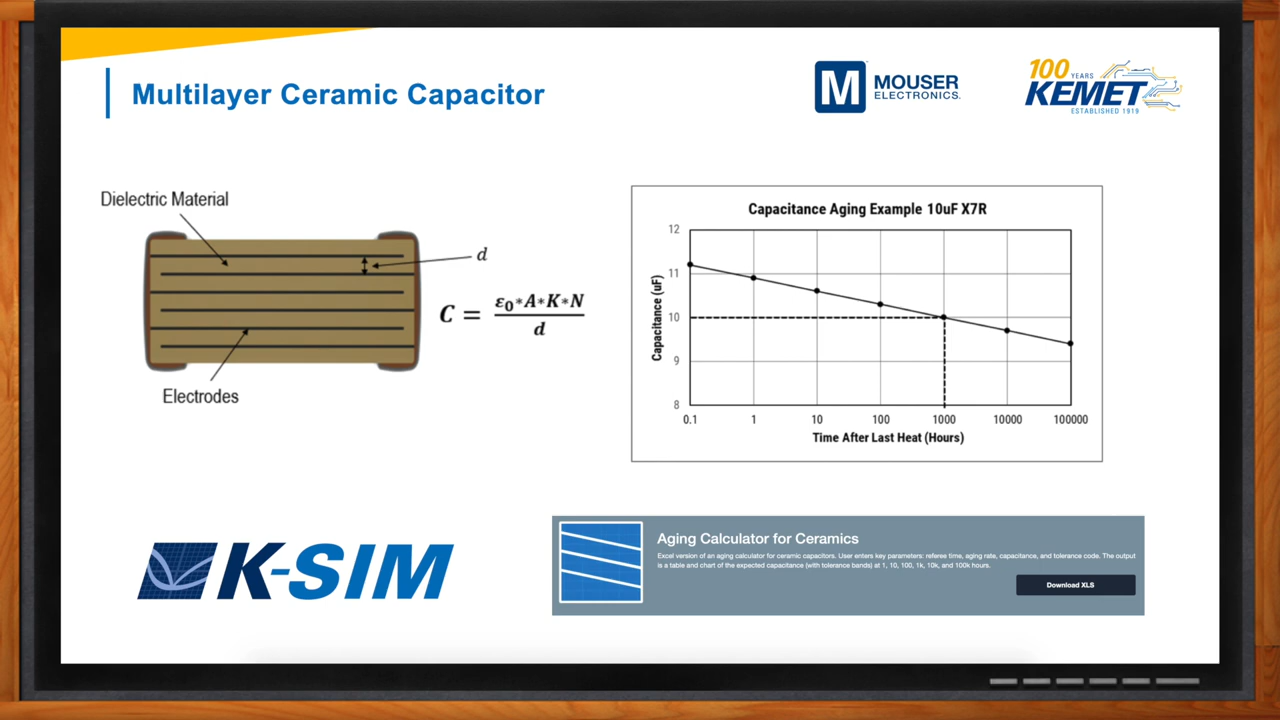 Multilayer Ceramic Capacitor
M MOUSER
ELECTRONICS
100 YEARS
KEMET
ESTABLISHED 1919
Dielectric Material
d
C = ε₀*A*K*N
d
Electrodes
Capacitance Aging Example 10uF X7R
Capacitance (uF)
12
11
10
9
8
0.1 1 10 100 1000 10000 100000
Time After Last Heat (Hours)
K-SIM
Aging Calculator for Ceramics
Excel version of an aging calculator for ceramic capacitors. User enters key parameters: referee time, aging rate, capacitance, and tolerance code. The output
is a table and chart of the expected capacitance (with tolerance bands) at 1, 10, 100, 1k, 10k, and 100k hours.
Download XLS